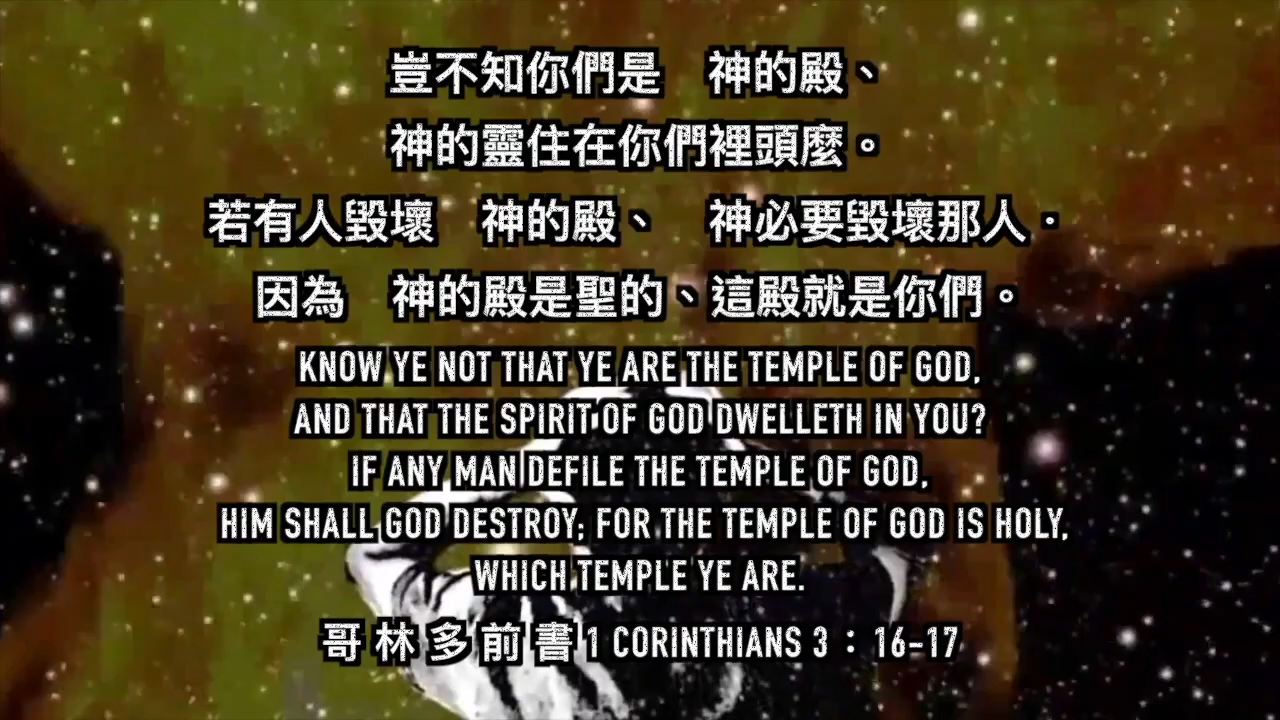 豈不知你們是　神的殿、
神的靈住在你們裡頭麼。
若有人毀壞　神的殿、　神必要毀壞那人．
因為　神的殿是聖的、這殿就是你們。
KNOW YE NOT THAT YE ARE THE TEMPLE OF GOD,
AND THAT THE SPIRIT OF GOD DWELLETH IN YOU?
IF ANY MAN DEFILE THE TEMPLE OF GOD,
HIM SHALL GOD DESTROY; FOR THE TEMPLE OF GOD IS HOLY,
WHICH TEMPLE YE ARE.
哥 林 多 前 書 1 CORINTHIANS 3：16-17